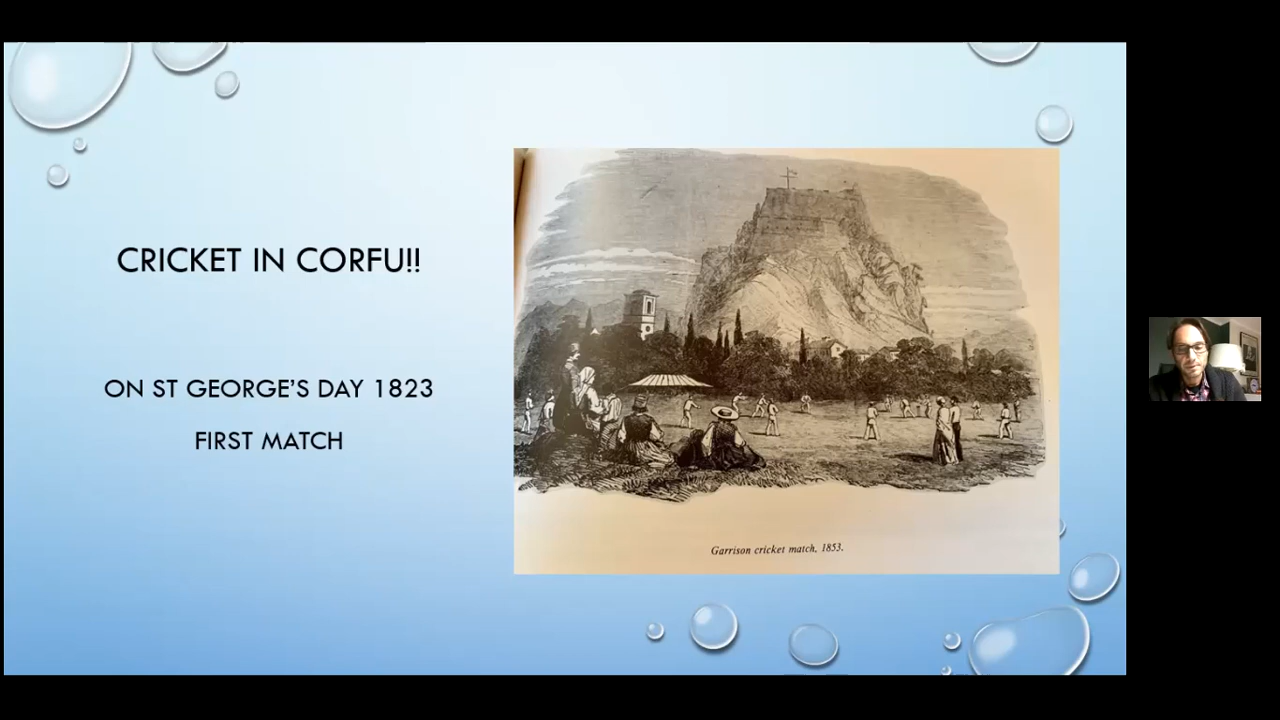 CRICKET IN CORFU!!
ON ST GEORGE'S DAY 1823
FIRST MATCH
Garrison cricket match, 1853.